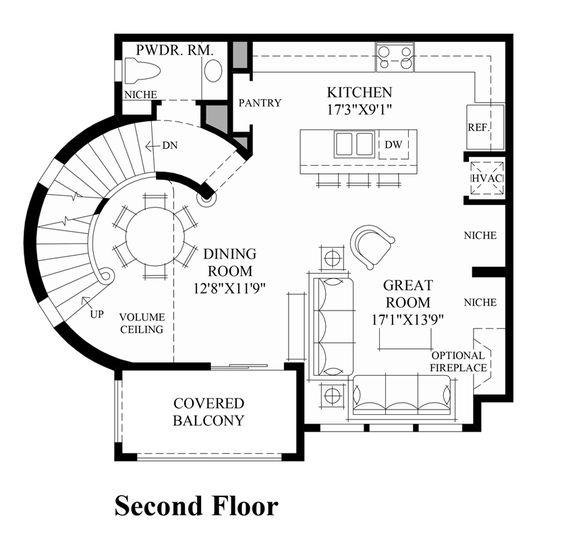 PWDR. RM.
NICHE
PANTRY
KITCHEN
17'3"X9'1"
REF.
DN
DW
HVAC
NICHE
DINING
ROOM
12'8"X11'9"
GREAT
ROOM
17'1"X13'9"
NICHE
UP
VOLUME
CEILING
OPTIONAL
FIREPLACE
COVERED
BALCONY
Second Floor